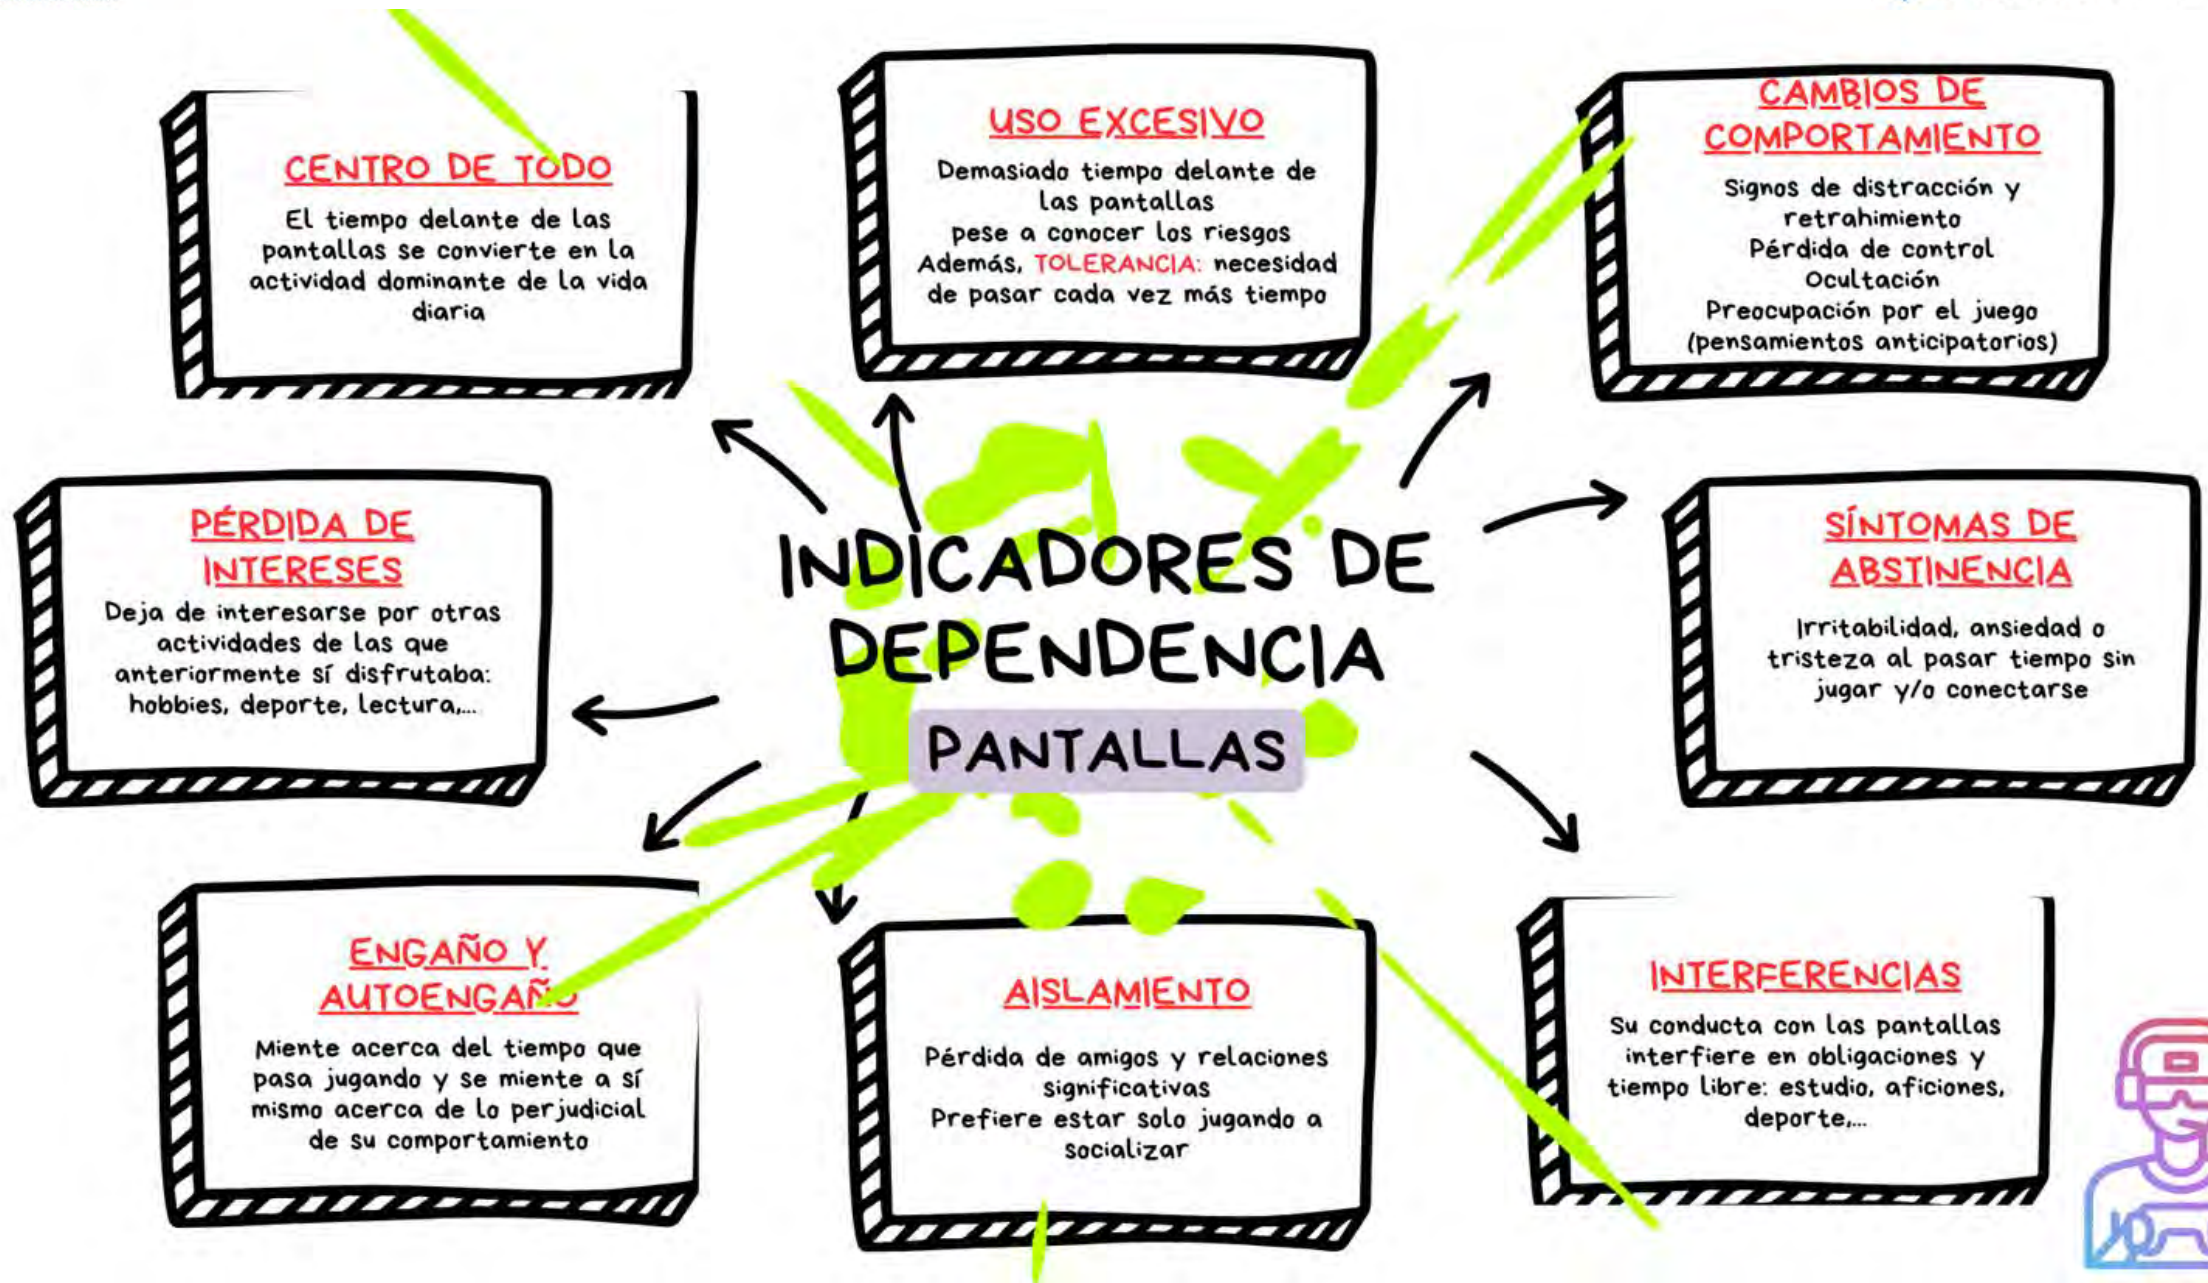 CENTRO DE TODO
El tiempo delante de las
pantallas se convierte en la
actividad dominante de la vida
diaria
USO EXCESIVO
Demasiado tiempo delante de
las pantallas
pese a conocer los riesgos
Además, TOLERANCIA: necesidad
de pasar cada vez más tiempo
CAMBIOS DE
COMPORTAMIENTO
Signos de distracción y
retrahimiento
Pérdida de control
Ocultación
Preocupación por el juego
(pensamientos anticipatorios)
PÉRDIDA DE
INTERESES
Deja de interesarse por otras
actividades de las que
anteriormente sí disfrutaba:
hobbies, deporte, lectura,...
INDICADORES DE
DEPENDENCIA
PANTALLAS
SÍNTOMAS DE
ABSTINENCIA
Irritabilidad, ansiedad o
tristeza al pasar tiempo sin
jugar y/o conectarse
ENGAÑO Y
AUTOENGAÑO
Miente acerca del tiempo que
pasa jugando y se miente a sí
mismo acerca de lo perjudicial
de su comportamiento
AISLAMIENTO
Pérdida de amigos y relaciones
significativas
Prefiere estar solo jugando a
socializar
INTERFERENCIAS
Su conducta con las pantallas
interfiere en obligaciones y
tiempo libre: estudio, aficiones,
deporte,...